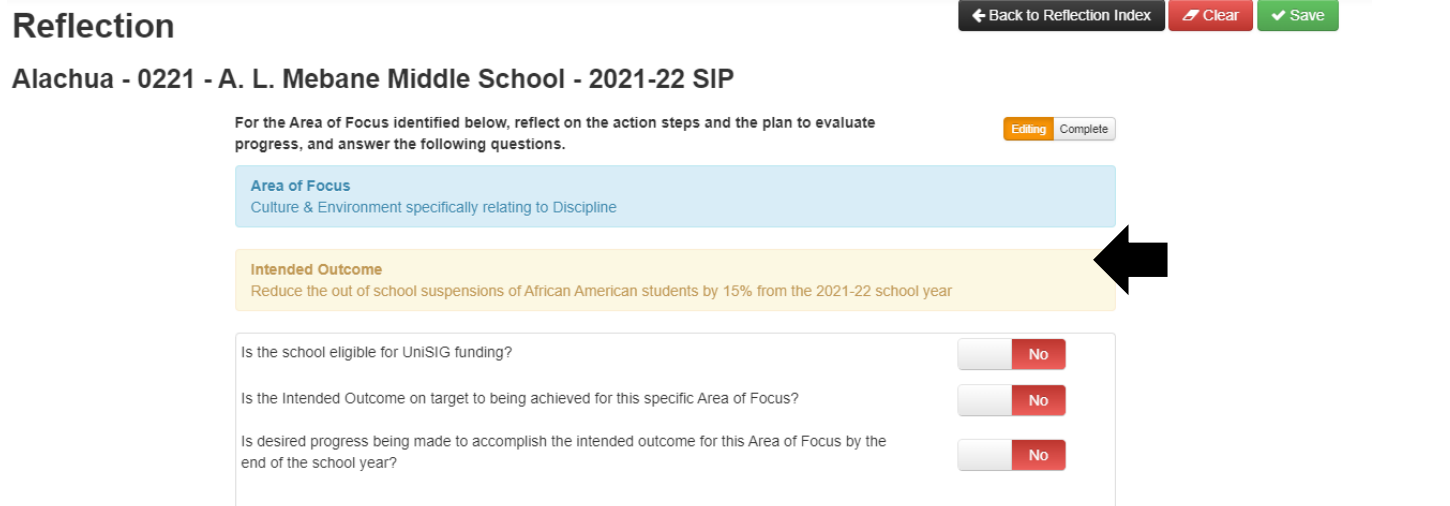 Reflection
Back to Reflection Index
Clear
Save
Alachua - 0221 - A. L. Mebane Middle School - 2021-22 SIP
For the Area of Focus identified below, reflect on the action steps and the plan to evaluate
progress, and answer the following questions.
Editing Complete
Area of Focus
Culture & Environment specifically relating to Discipline
Intended Outcome
Reduce the out of school suspensions of African American students by 15% from the 2021-22 school year
Is the school eligible for UniSIG funding?
No
Is the Intended Outcome on target to being achieved for this specific Area of Focus?
No
Is desired progress being made to accomplish the intended outcome for this Area of Focus by the
end of the school year?
No